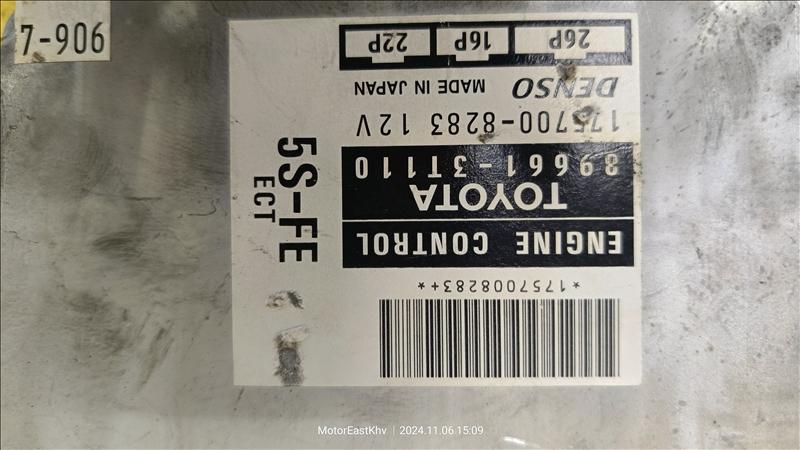 7-906
*1757008283+*
ENGINE CONTROL
TOYOTA
89661-3T110
175700-8283 12V
DENSO MADE IN JAPAN
26P 16P 22P
5S-FE
ECT
MotorEastKhv | 2024.11.06 15:09